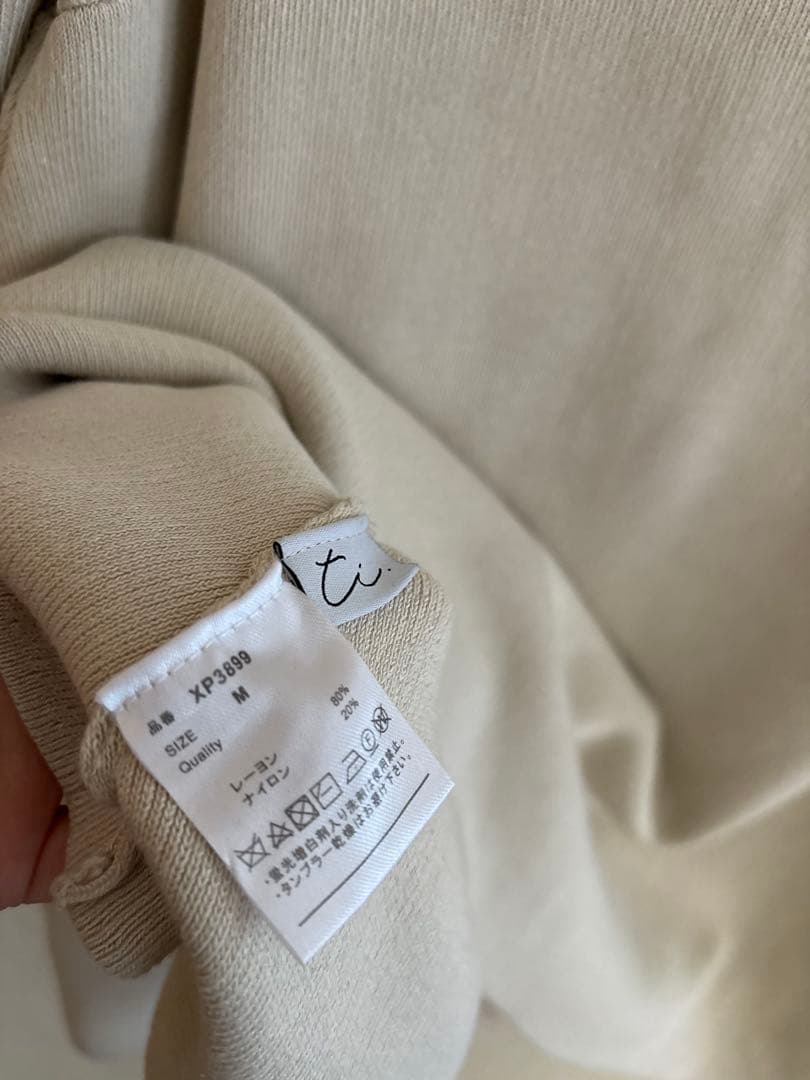 ti.
品番 XP3899
SIZE M
Quality
レーヨン 80%
ナイロン 20%
・蛍光増白剤入り洗剤は使用禁止。
・タンブラー乾燥はお避け下さい。